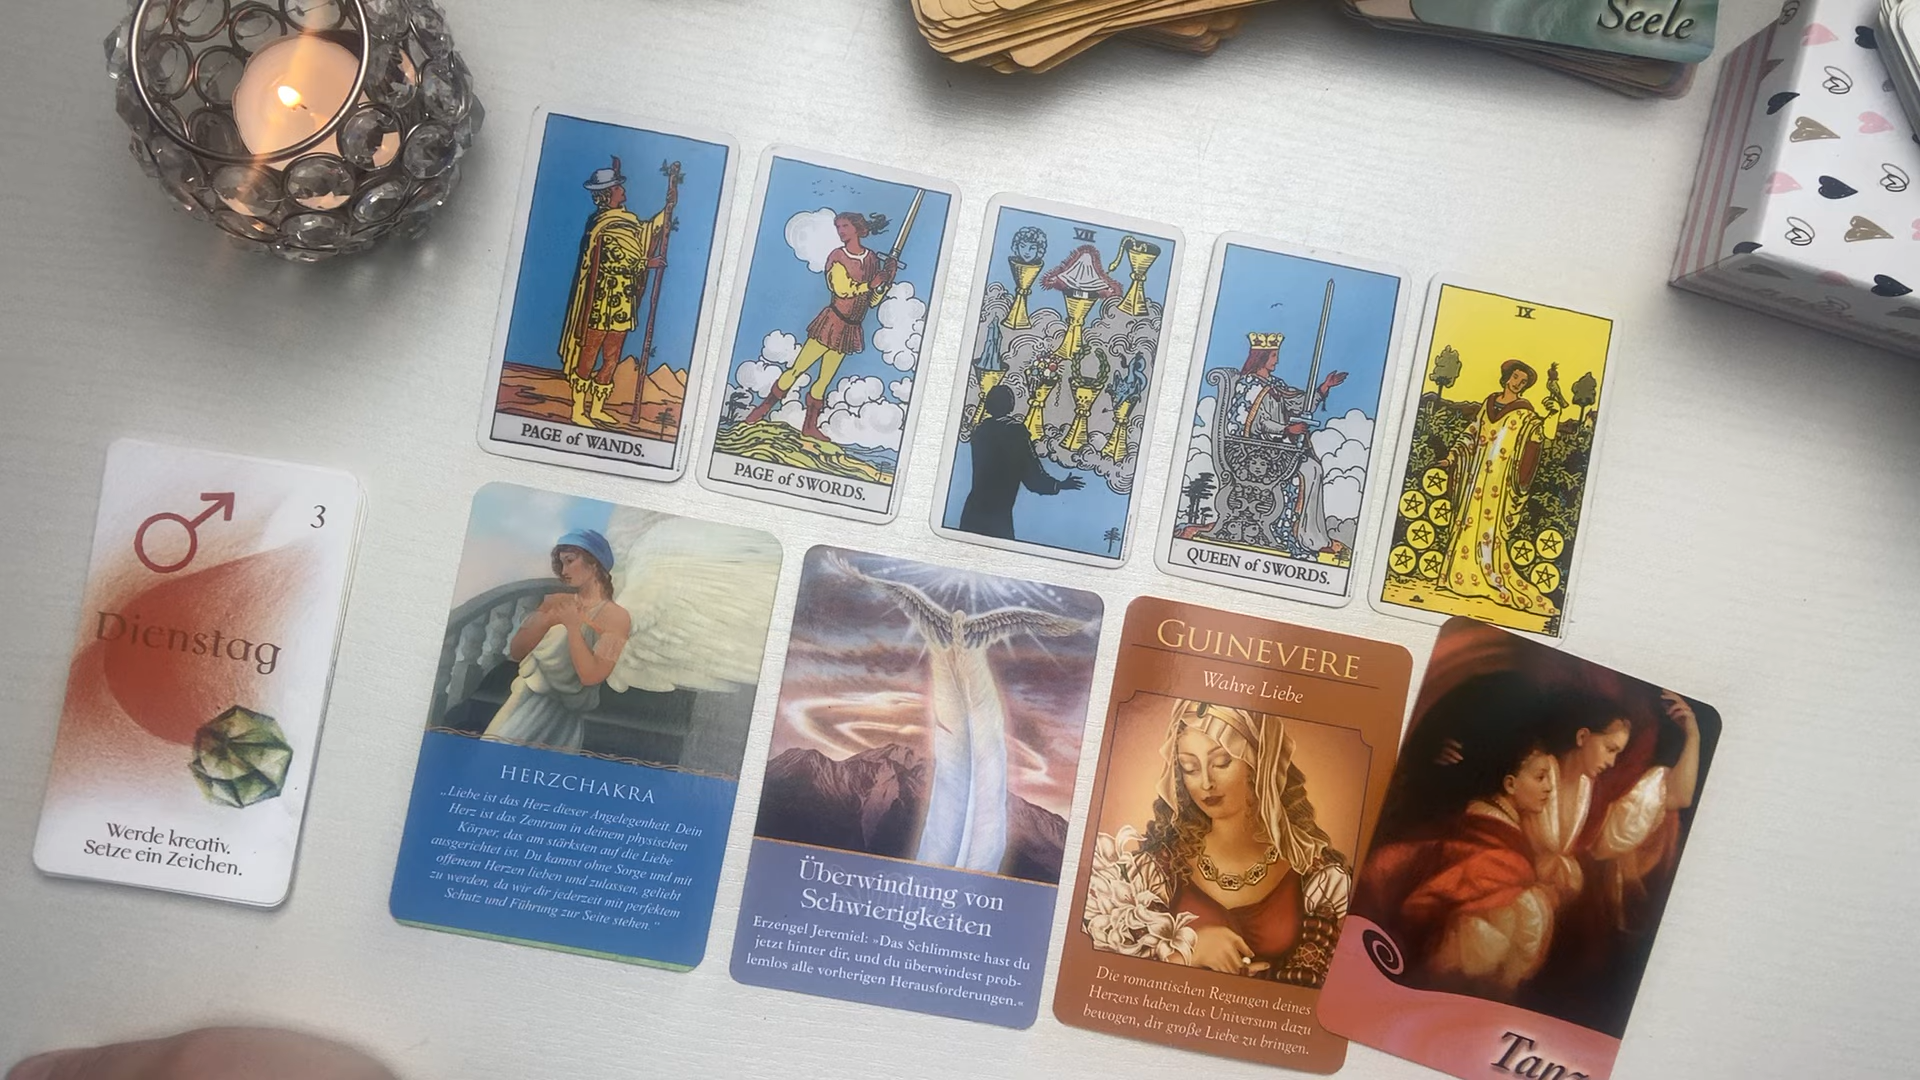 Seele
PAGE of WANDS.
PAGE of SWORDS.
VII
QUEEN of SWORDS.
IX
3
Dienstag
Werde kreativ.
Setze ein Zeichen.
HERZCHAKRA
„Liebe ist das Herz dieser Angelegenheit. Dein
Herz ist das Zentrum in deinem physischen
Körper, das am stärksten auf die Liebe
ausgerichtet ist. Du kannst ohne Sorge und mit
offenem Herzen lieben und zulassen, geliebt
zu werden, da wir dir jederzeit mit perfektem
Schutz und Führung zur Seite stehen.“
Überwindung von
Schwierigkeiten
Erzengel Jeremiel: »Das Schlimmste hast du
jetzt hinter dir, und du überwindest prob-
lemlos alle vorherigen Herausforderungen.«
GUINEVERE
Wahre Liebe
Die romantischen Regungen deines
Herzens haben das Universum dazu
bewogen, dir große Liebe zu bringen.
Tanz